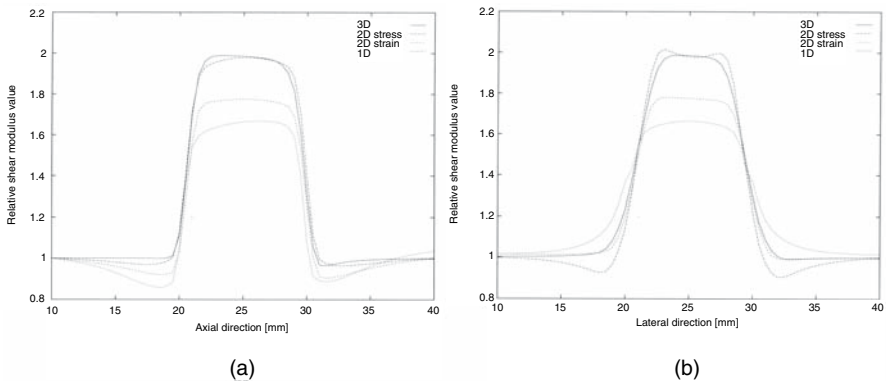 2.2
2
1.8
1.6
1.4
1.2
1
0.8
Relative shear modulus value
3D
2D stress
2D strain
1D
10 15 20 25 30 35 40
Axial direction [mm]
(a)
2.2
2
1.8
1.6
1.4
1.2
1
0.8
Relative shear modulus value
3D
2D stress
2D strain
1D
10 15 20 25 30 35 40
Lateral direction [mm]
(b)